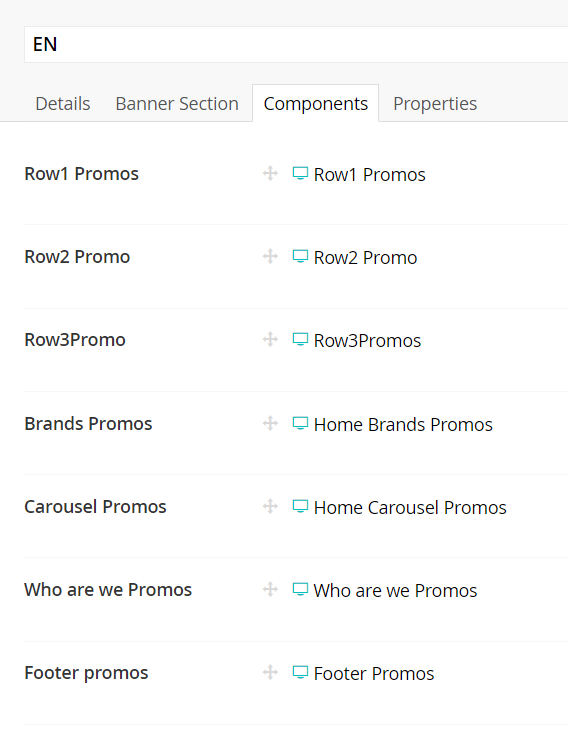 EN
Details Banner Section Components Properties
Row1 Promos Row1 Promos
Row2 Promo Row2 Promo
Row3Promo Row3Promos
Brands Promos Home Brands Promos
Carousel Promos Home Carousel Promos
Who are we Promos Who are we Promos
Footer promos Footer Promos